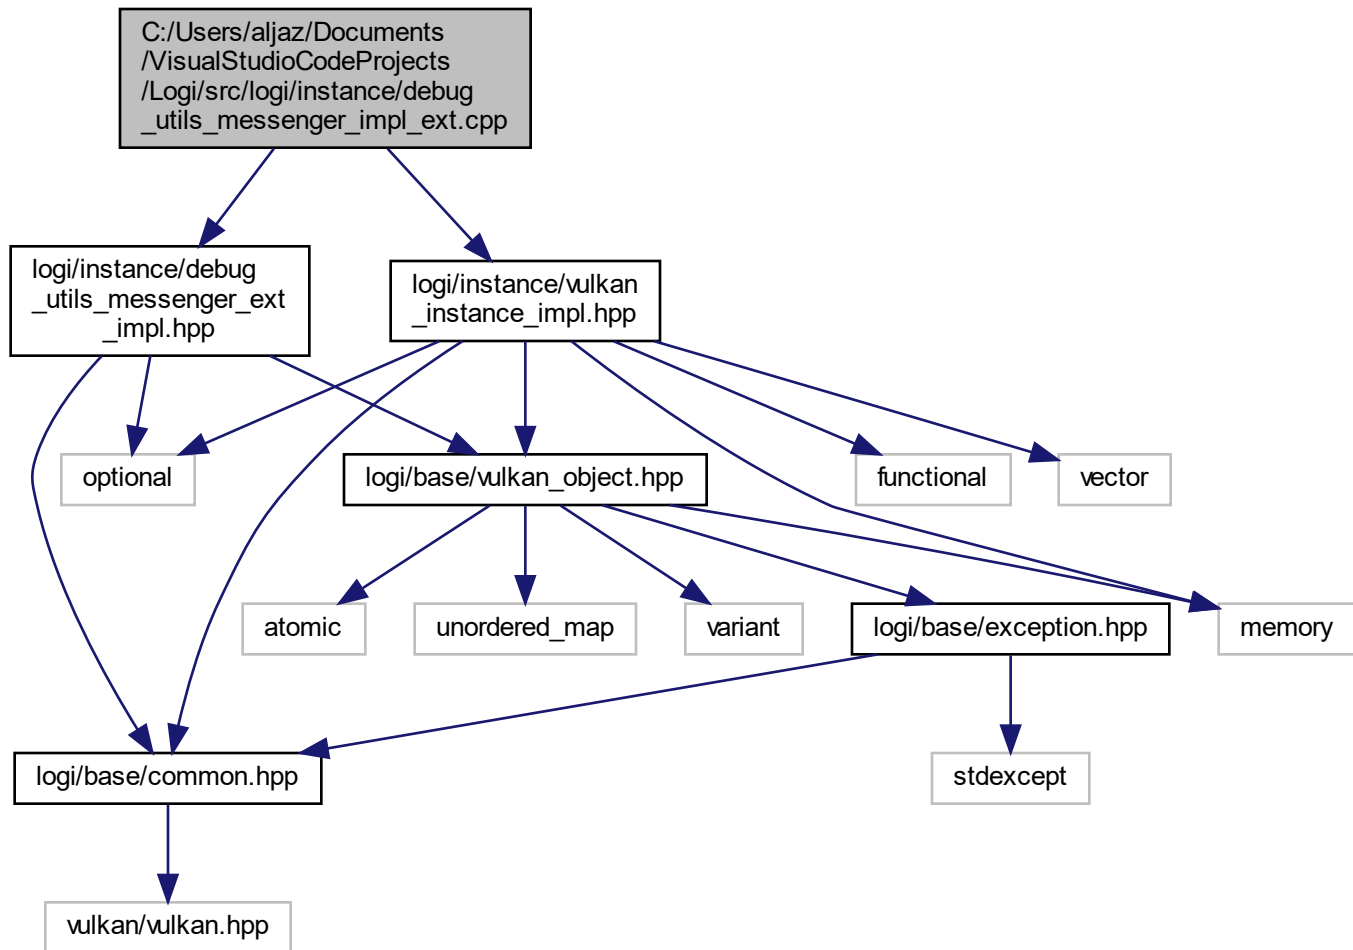 C:/Users/aljaz/Documents
/VisualStudioCodeProjects
/Logi/src/logi/instance/debug
_utils_messenger_impl_ext.cpp
logi/instance/debug
_utils_messenger_ext
_impl.hpp
logi/instance/vulkan
_instance_impl.hpp
optional
logi/base/vulkan_object.hpp
functional
vector
atomic
unordered_map
variant
logi/base/exception.hpp
memory
logi/base/common.hpp
stdexcept
vulkan/vulkan.hpp